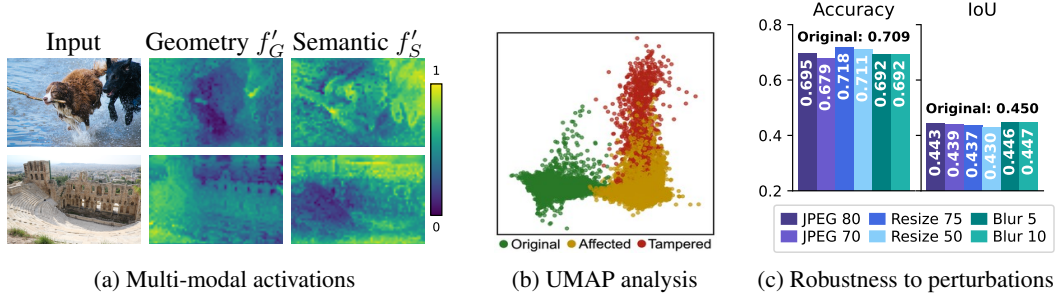 Input Geometry f′G Semantic f′S
1
0
(a) Multi-modal activations
Original Affected Tampered
(b) UMAP analysis
Accuracy IoU
0.8
0.6
0.4
0.2
Original: 0.709
0.695 0.679 0.718 0.711 0.692 0.692
Original: 0.450
0.443 0.439 0.437 0.430 0.446 0.447
JPEG 80 Resize 75 Blur 5
JPEG 70 Resize 50 Blur 10
(c) Robustness to perturbations